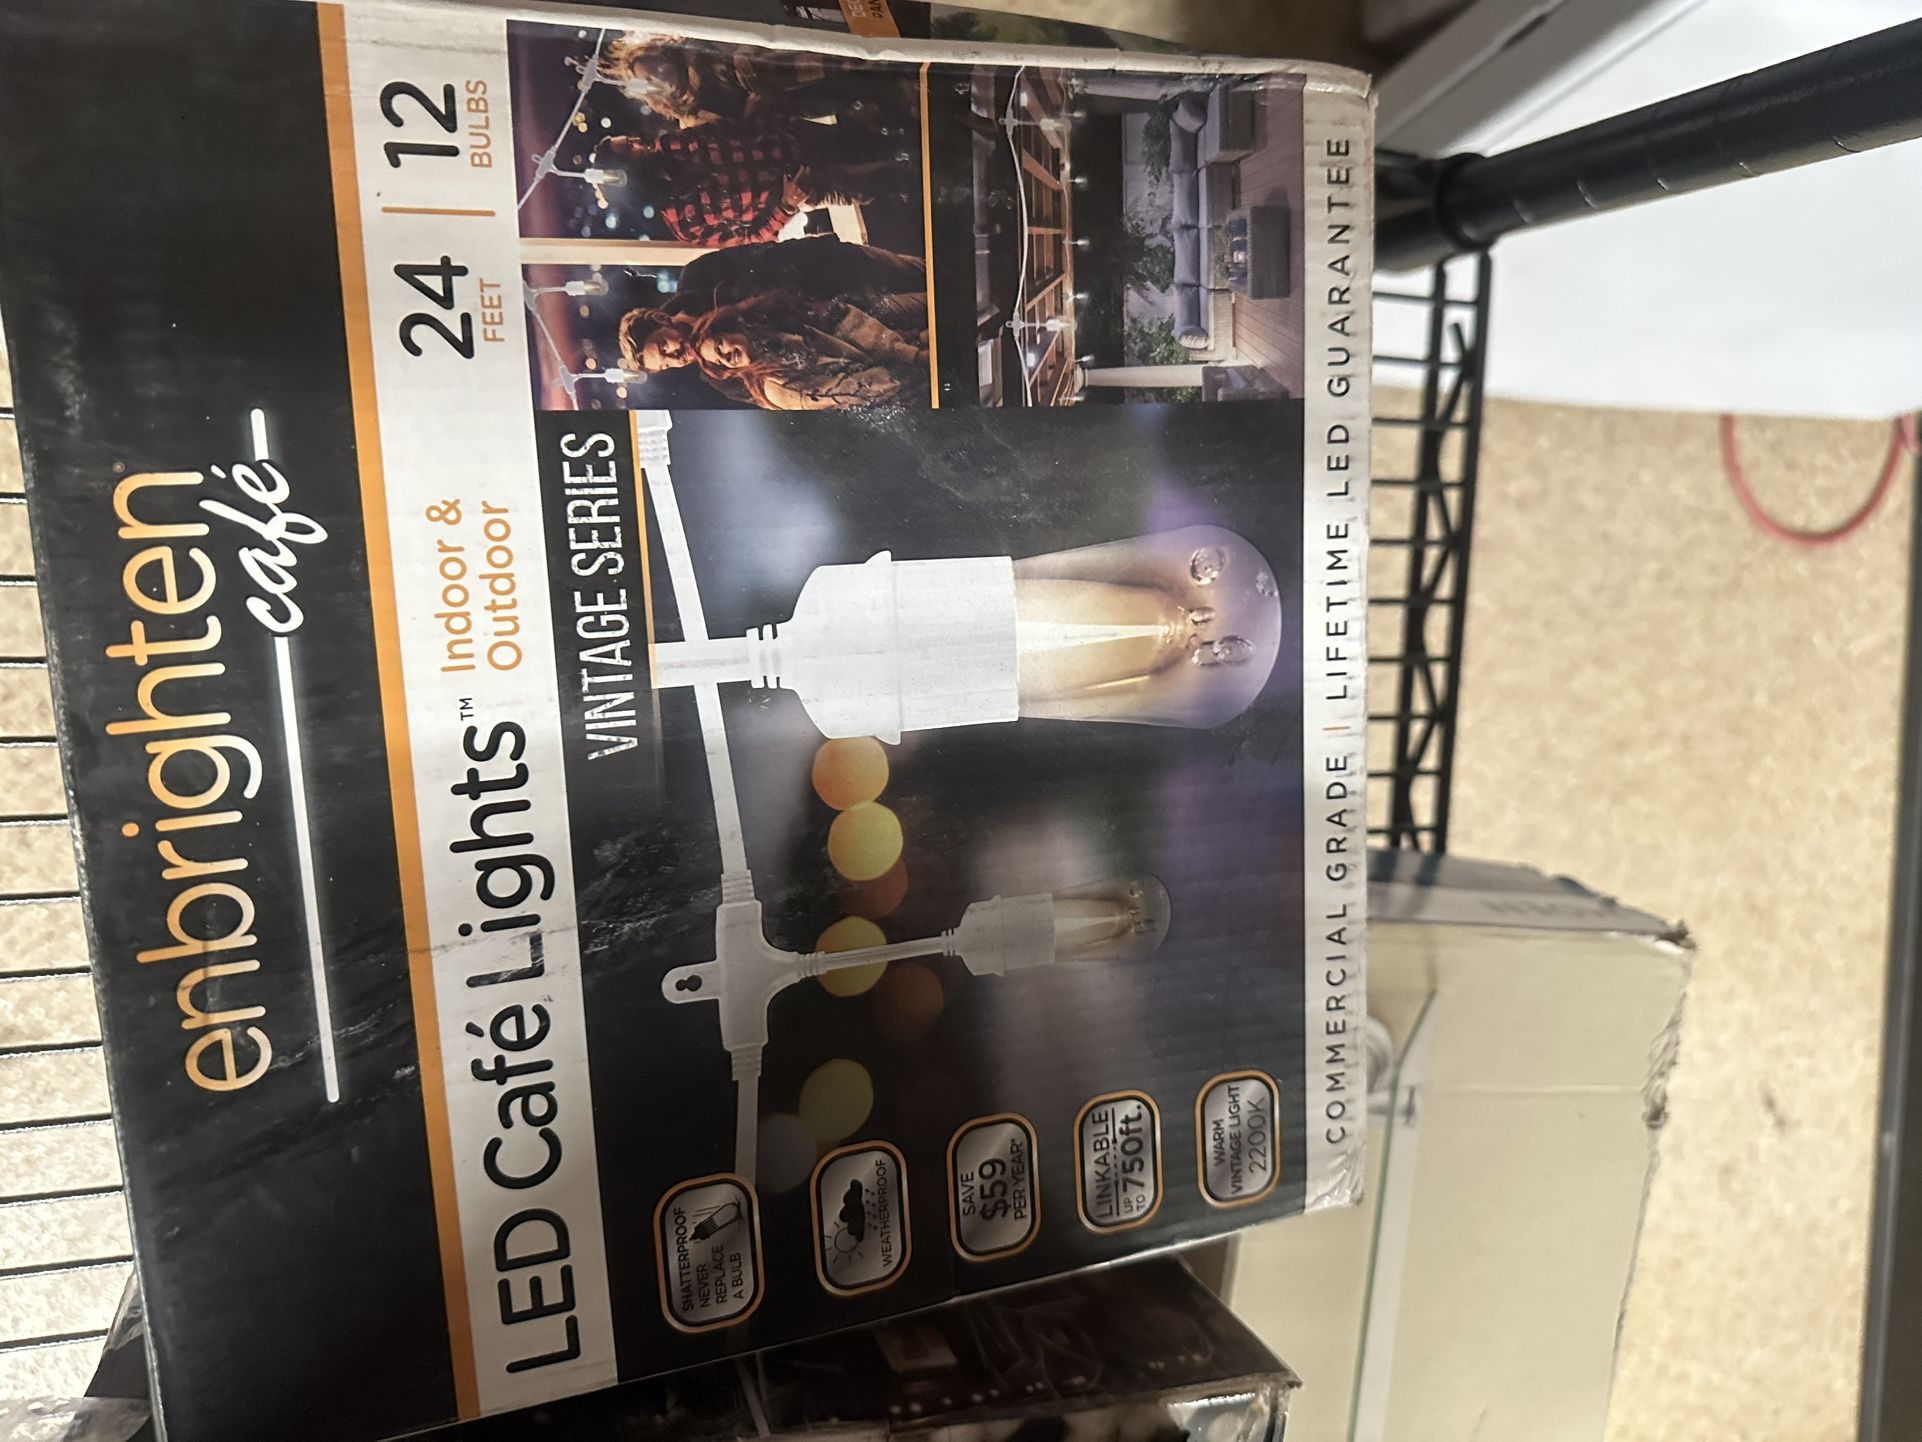 enbrighten
café
LED Café Lights™ Indoor & Outdoor
24 FEET | 12 BULBS
VINTAGE SERIES
SHATTERPROOF
NEVER
REPLACE
A BULB
WEATHERPROOF
SAVE
$59
PER YEAR*
LINKABLE
UP TO 750ft.
WARM
VINTAGE LIGHT
2200K
COMMERCIAL GRADE | LIFETIME LED GUARANTEE